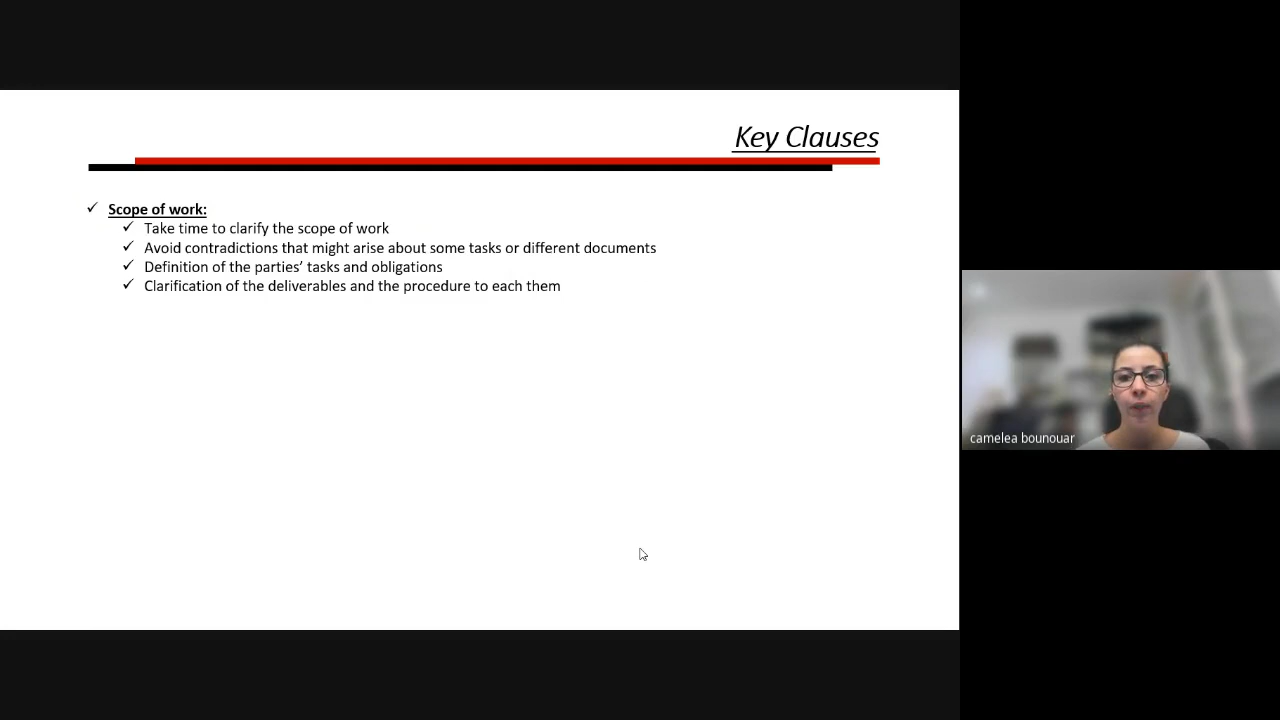 Key Clauses
✓ Scope of work:
✓ Take time to clarify the scope of work
✓ Avoid contradictions that might arise about some tasks or different documents
✓ Definition of the parties’ tasks and obligations
✓ Clarification of the deliverables and the procedure to each them
camelea bounouar